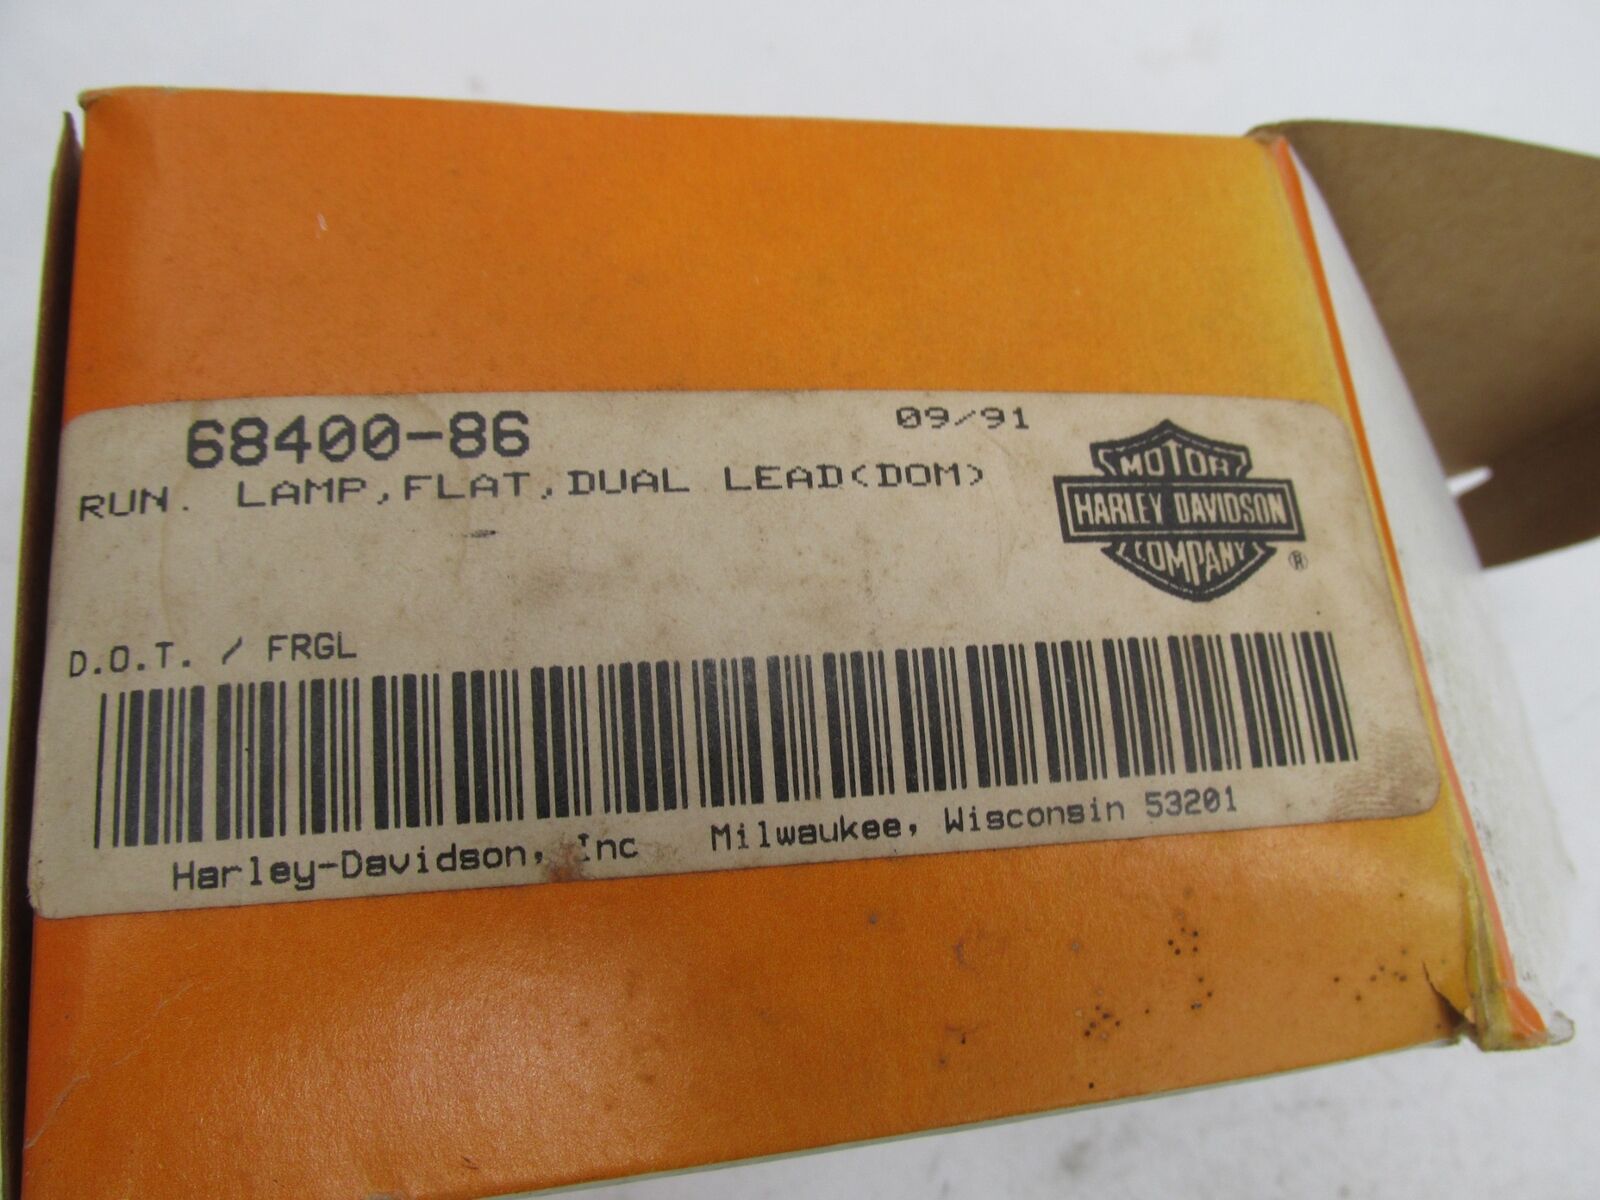 68400-86
09/91
RUN. LAMP,FLAT,DUAL LEAD(DOM)
MOTOR
HARLEY DAVIDSON
COMPANY
®
D.O.T. / FRGL
Harley-Davidson, Inc Milwaukee, Wisconsin 53201